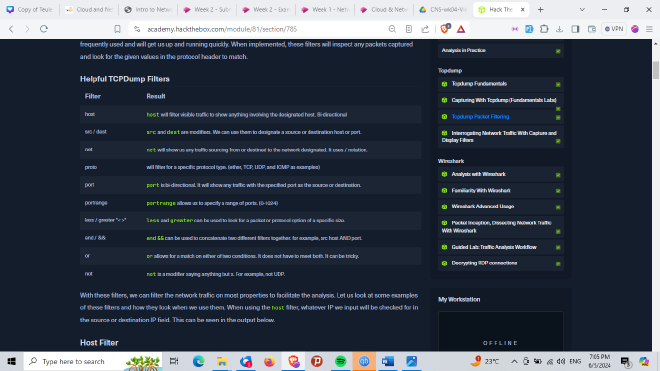 Copy of Teuk
Cloud and Net
Intro to Netw
Week 2 – Sub
Week 2 – Expl
Week 1 – Netv
Cloud & Netw
CNS-wk04-We
Hack The
academy.hackthebox.com/module/81/section/785
VPN
frequently used and will get us up and running quickly. When implemented, these filters will inspect any packets captured
and look for the given values in the protocol header to match.
Helpful TCPDump Filters
Filter Result
host host will filter visible traffic to show anything involving the designated host. Bi-directional
src / dest src and dest are modifiers. We can use them to designate a source or destination host or port.
net net will show us any traffic sourcing from or destined to the network designated. It uses / notation.
proto will filter for a specific protocol type. (ether, TCP, UDP, and ICMP as examples)
port port is bi-directional. It will show any traffic with the specified port as the source or destination.
portrange portrange allows us to specify a range of ports. (0-1024)
less / greater "< >" less and greater can be used to look for a packet or protocol option of a specific size.
and / && and && can be used to concatenate two different filters together. for example, src host AND port.
or or allows for a match on either of two conditions. It does not have to meet both. It can be tricky.
not not is a modifier saying anything but x. For example, not UDP.
With these filters, we can filter the network traffic on most properties to facilitate the analysis. Let us look at some examples
of these filters and how they look when we use them. When using the host filter, whatever IP we input will be checked for in
the source or destination IP field. This can be seen in the output below.
Host Filter
Analysis in Practice
Tcpdump
Tcpdump Fundamentals
Capturing With Tcpdump (Fundamentals Labs)
Tcpdump Packet Filtering
Interrogating Network Traffic With Capture and
Display Filters
Wireshark
Analysis with Wireshark
Familiarity With Wireshark
Wireshark Advanced Usage
Packet Inception, Dissecting Network Traffic
With Wireshark
Guided Lab: Traffic Analysis Workflow
Decrypting RDP connections
My Workstation
OFFLINE
Type here to search
23°C
ENG
7:05 PM
6/1/2024